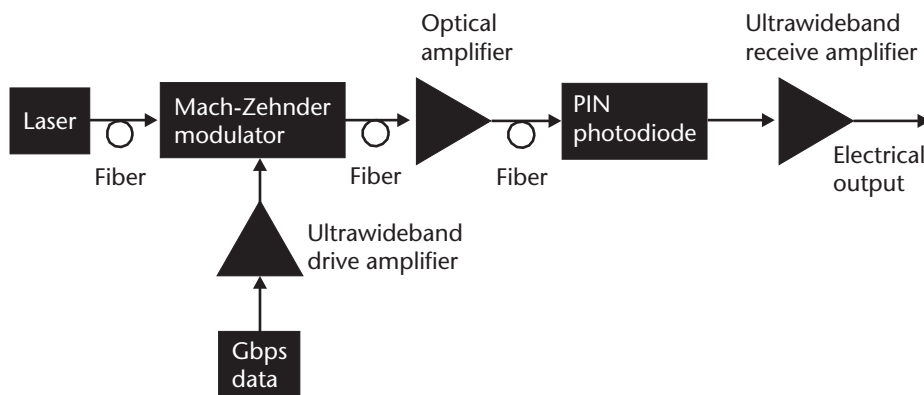 Optical
amplifier
Ultrawideband
receive amplifier
Laser
Mach-Zehnder
modulator
PIN
photodiode
Fiber
Fiber
Fiber
Electrical
output
Ultrawideband
drive amplifier
Gbps
data